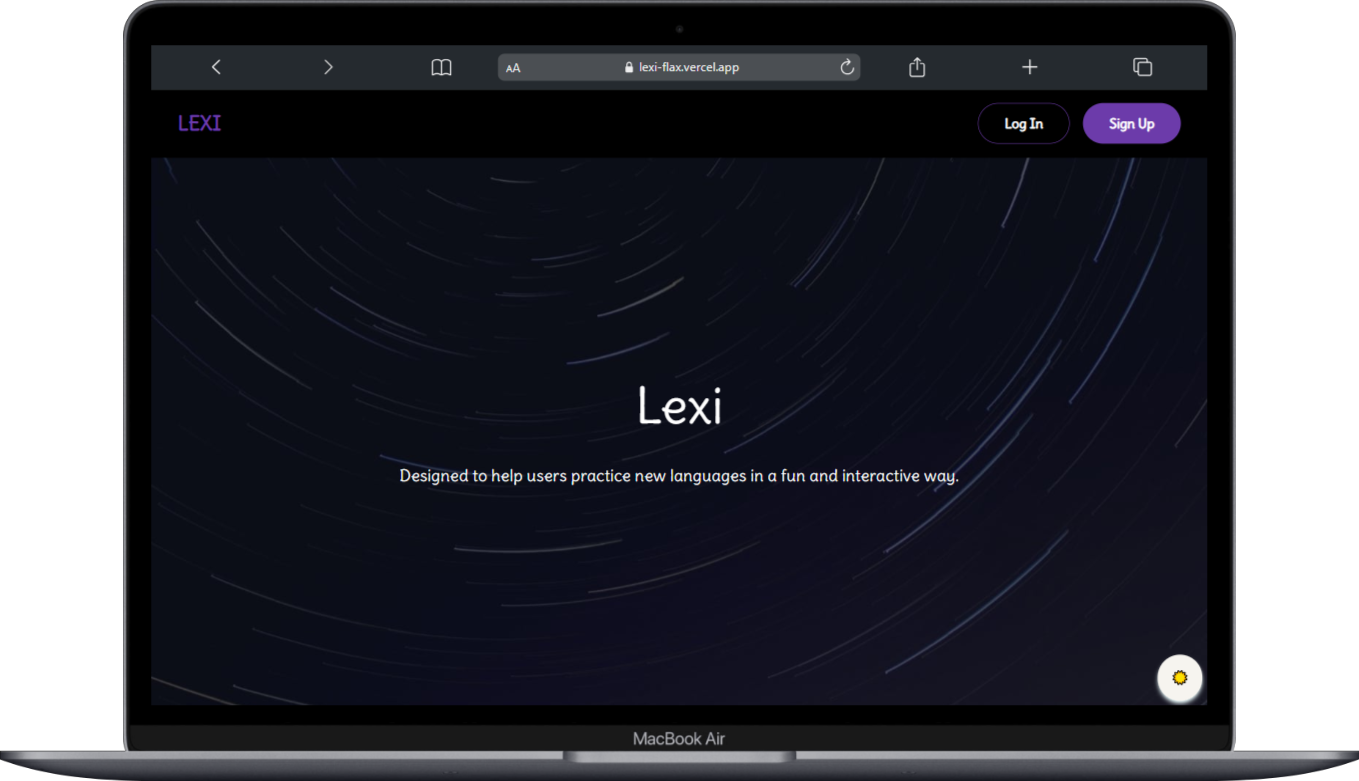 AA
lexi-flax.vercel.app
LEXI
Log In
Sign Up
Lexi
Designed to help users practice new languages in a fun and interactive way.
MacBook Air